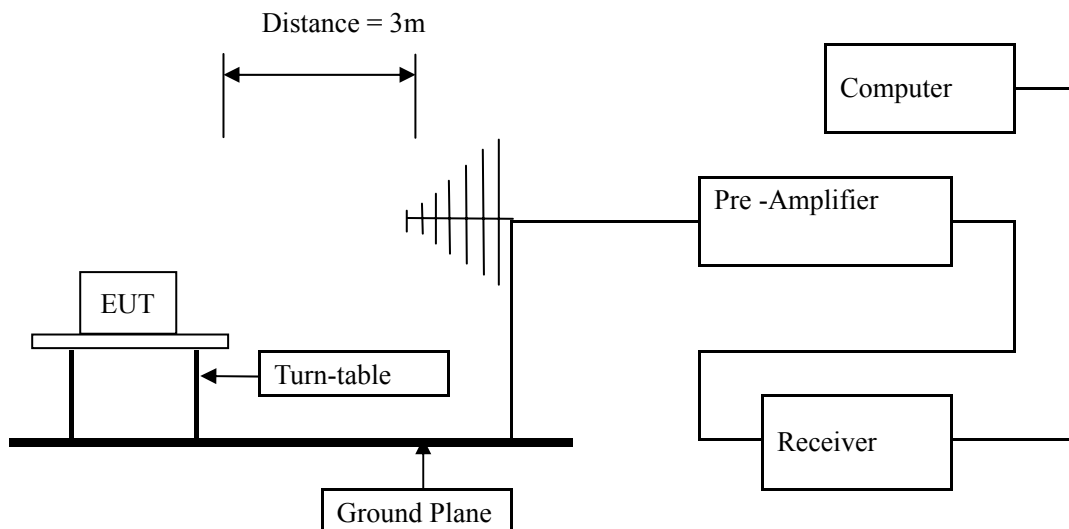 Distance = 3m
Computer
Pre -Amplifier
EUT
Turn-table
Receiver
Ground Plane